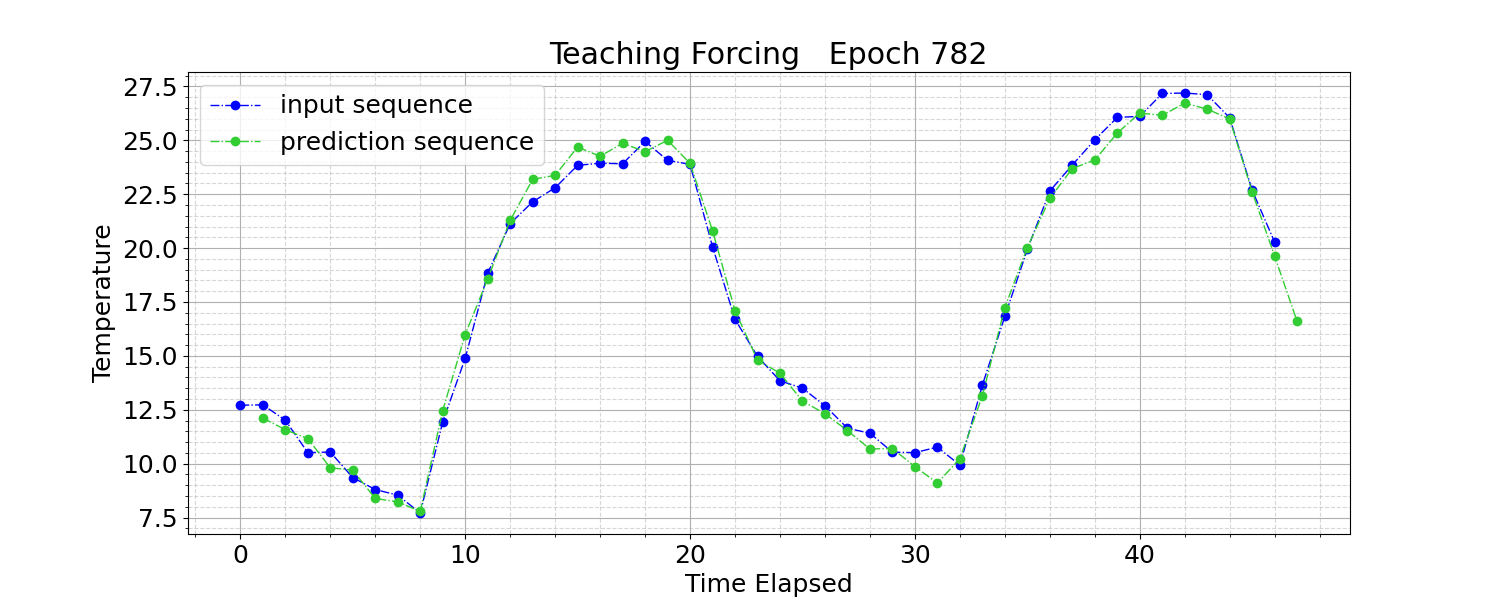 Teaching Forcing   Epoch 782
input sequence
prediction sequence
Temperature
27.5
25.0
22.5
20.0
17.5
15.0
12.5
10.0
7.5
0 10 20 30 40
Time Elapsed